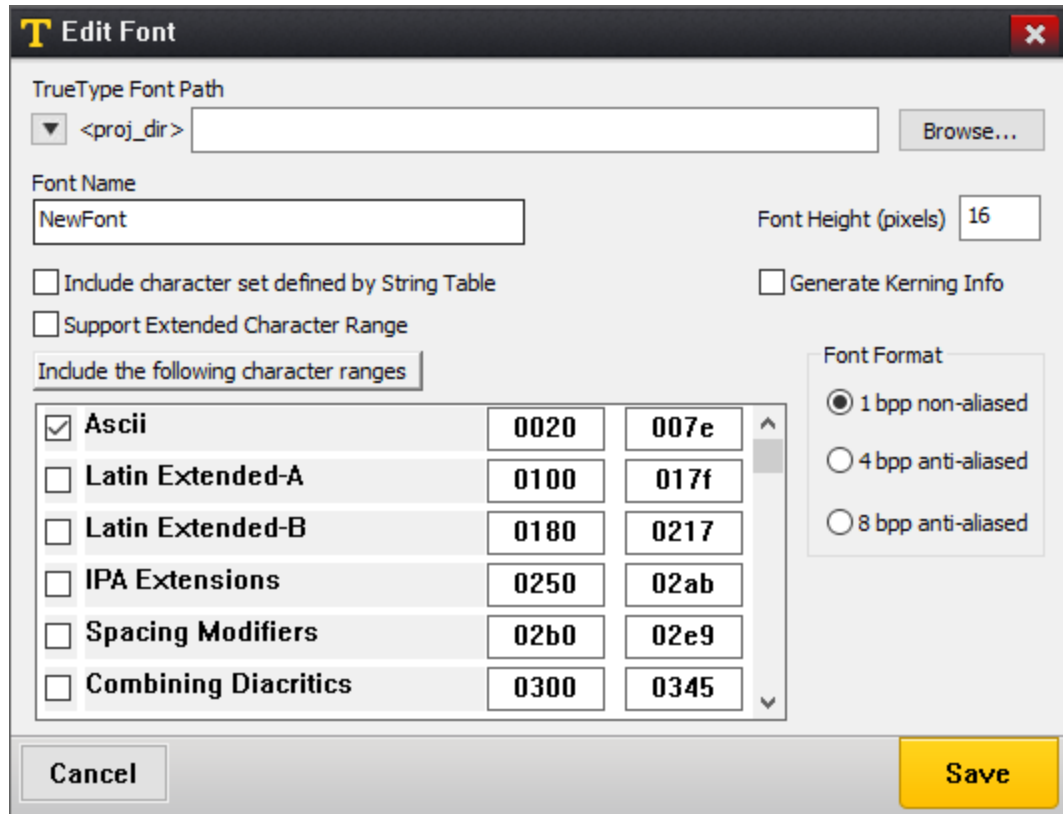 T Edit Font
TrueType Font Path
<proj_dir>
Browse...
Font Name
NewFont
Font Height (pixels) 16
Include character set defined by String Table
Generate Kerning Info
Support Extended Character Range
Include the following character ranges
Font Format
1 bpp non-aliased
4 bpp anti-aliased
8 bpp anti-aliased
Ascii 0020 007e
Latin Extended-A 0100 017f
Latin Extended-B 0180 0217
IPA Extensions 0250 02ab
Spacing Modifiers 02b0 02e9
Combining Diacritics 0300 0345
Cancel
Save